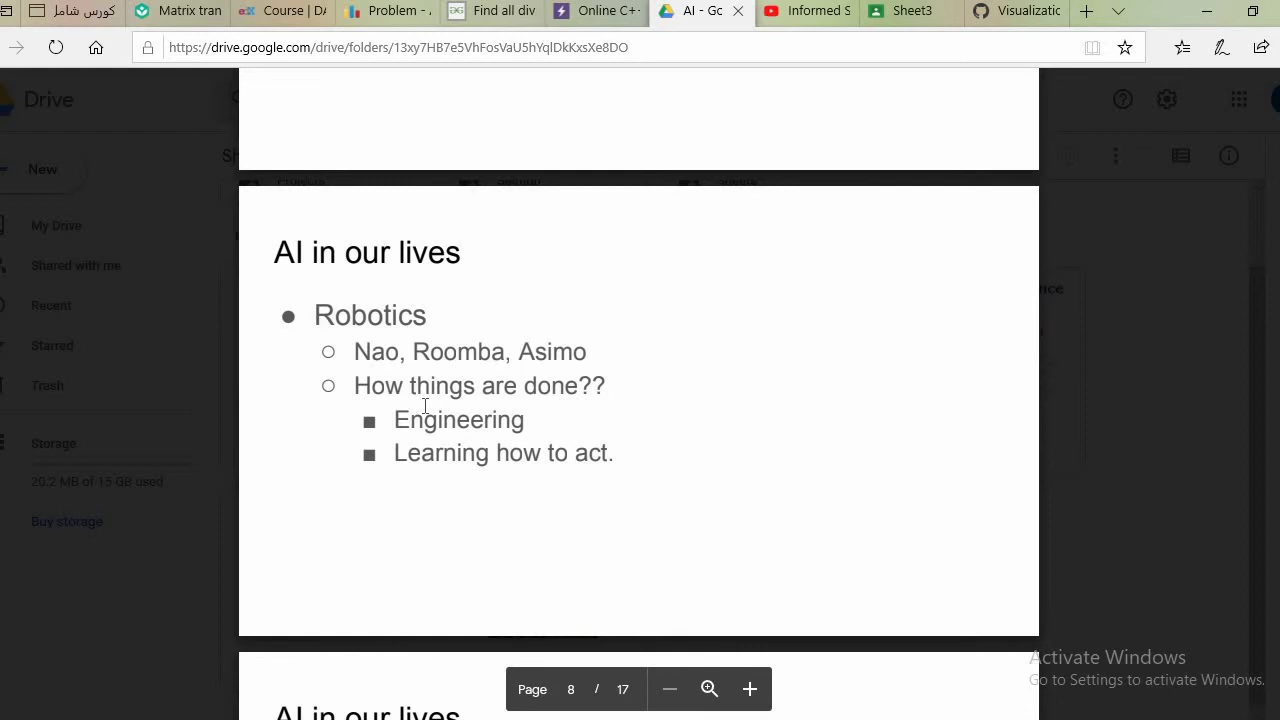 كورس شامل
Matrix tran
Course | DA
Problem - A
Find all div
Online C+-
AI - Go
Informed S
Sheet3
Visualizatic
https://drive.google.com/drive/folders/13xy7HB7e5VhFosVaU5hYqlDkKxsXe8DO
Drive
New
My Drive
Shared with me
Recent
Starred
Trash
Storage
20.2 MB of 15 GB used
Buy storage
AI in our lives
● Robotics
○ Nao, Roomba, Asimo
○ How things are done??
■ Engineering
■ Learning how to act.
AI in our lives
Page 8 / 17
Activate Windows
Go to Settings to activate Windows.